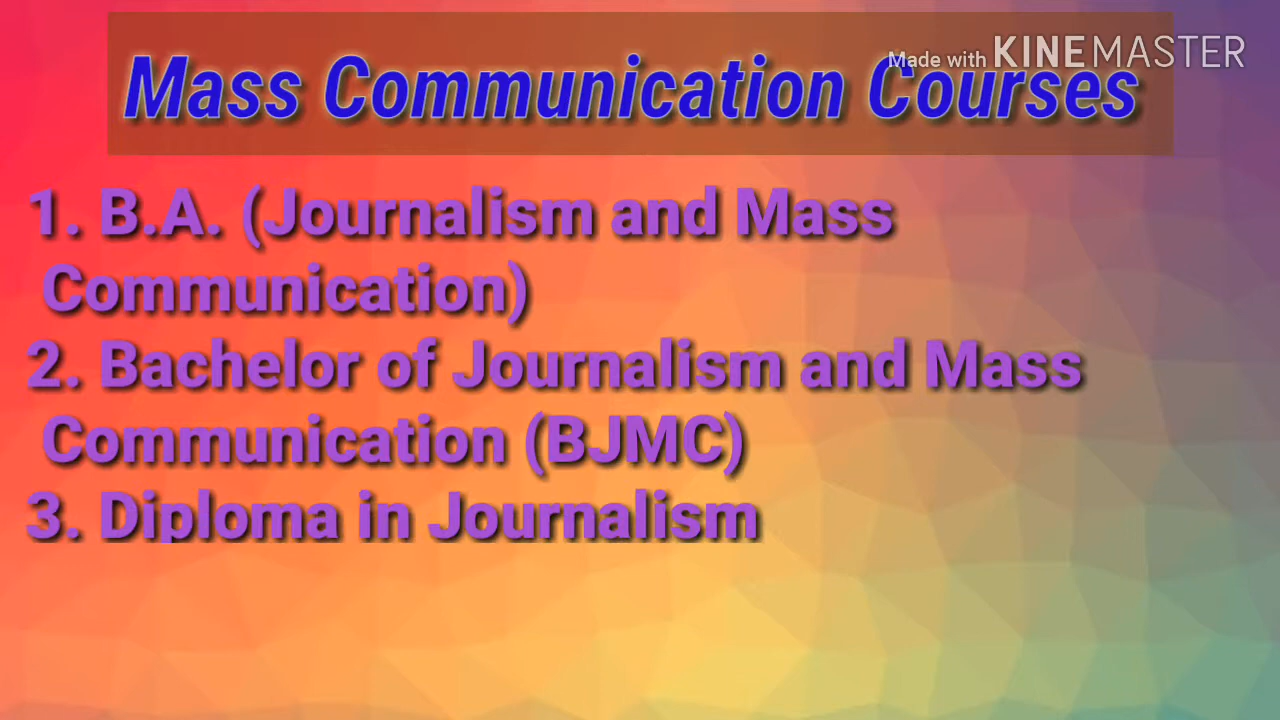 Made with KINEMASTER
Mass Communication Courses
1. B.A. (Journalism and Mass
Communication)
2. Bachelor of Journalism and Mass
Communication (BJMC)
3. Diploma in Journalism